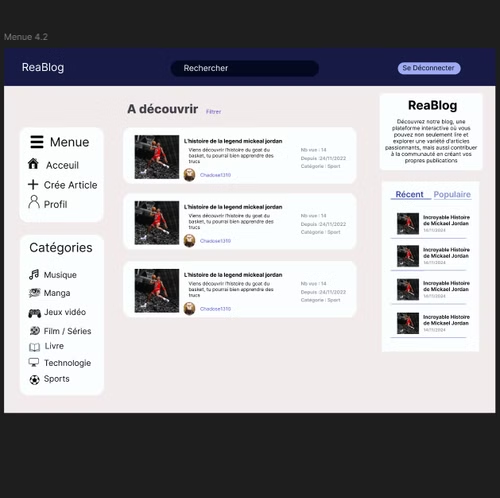 Menue 4.2
ReaBlog
Rechercher
Se Déconnecter
Menue
Acceuil
Crée Article
Profil
Catégories
Musique
Manga
Jeux vidéo
Film / Séries
Livre
Technologie
Sports
A découvrir
Filtrer
L'histoire de la legend mickeal jordan
Viens découvrir l'histoire du goat du
basket, tu pourrai bien apprendre des
trucs
Chadose1310
Nb vue : 14
Depuis :24/11/2022
Catégorie : Sport
L'histoire de la legend mickeal jordan
Viens découvrir l'histoire du goat du
basket, tu pourrai bien apprendre des
trucs
Chadose1310
Nb vue : 14
Depuis :24/11/2022
Catégorie : Sport
L'histoire de la legend mickeal jordan
Viens découvrir l'histoire du goat du
basket, tu pourrai bien apprendre des
trucs
Chadose1310
Nb vue : 14
Depuis :24/11/2022
Catégorie : Sport
ReaBlog
Découvrez notre blog, une
plateforme interactive où vous
pouvez non seulement lire et
explorer une variété d'articles
passionnants, mais aussi contribuer
à la communauté en créant vos
propres publications
Récent
Populaire
Incroyable Histoire
de Mickael Jordan
14/11/2024
Incroyable Histoire
de Mickael Jordan
14/11/2024
Incroyable Histoire
de Mickael Jordan
14/11/2024
Incroyable Histoire
de Mickael Jordan
14/11/2024